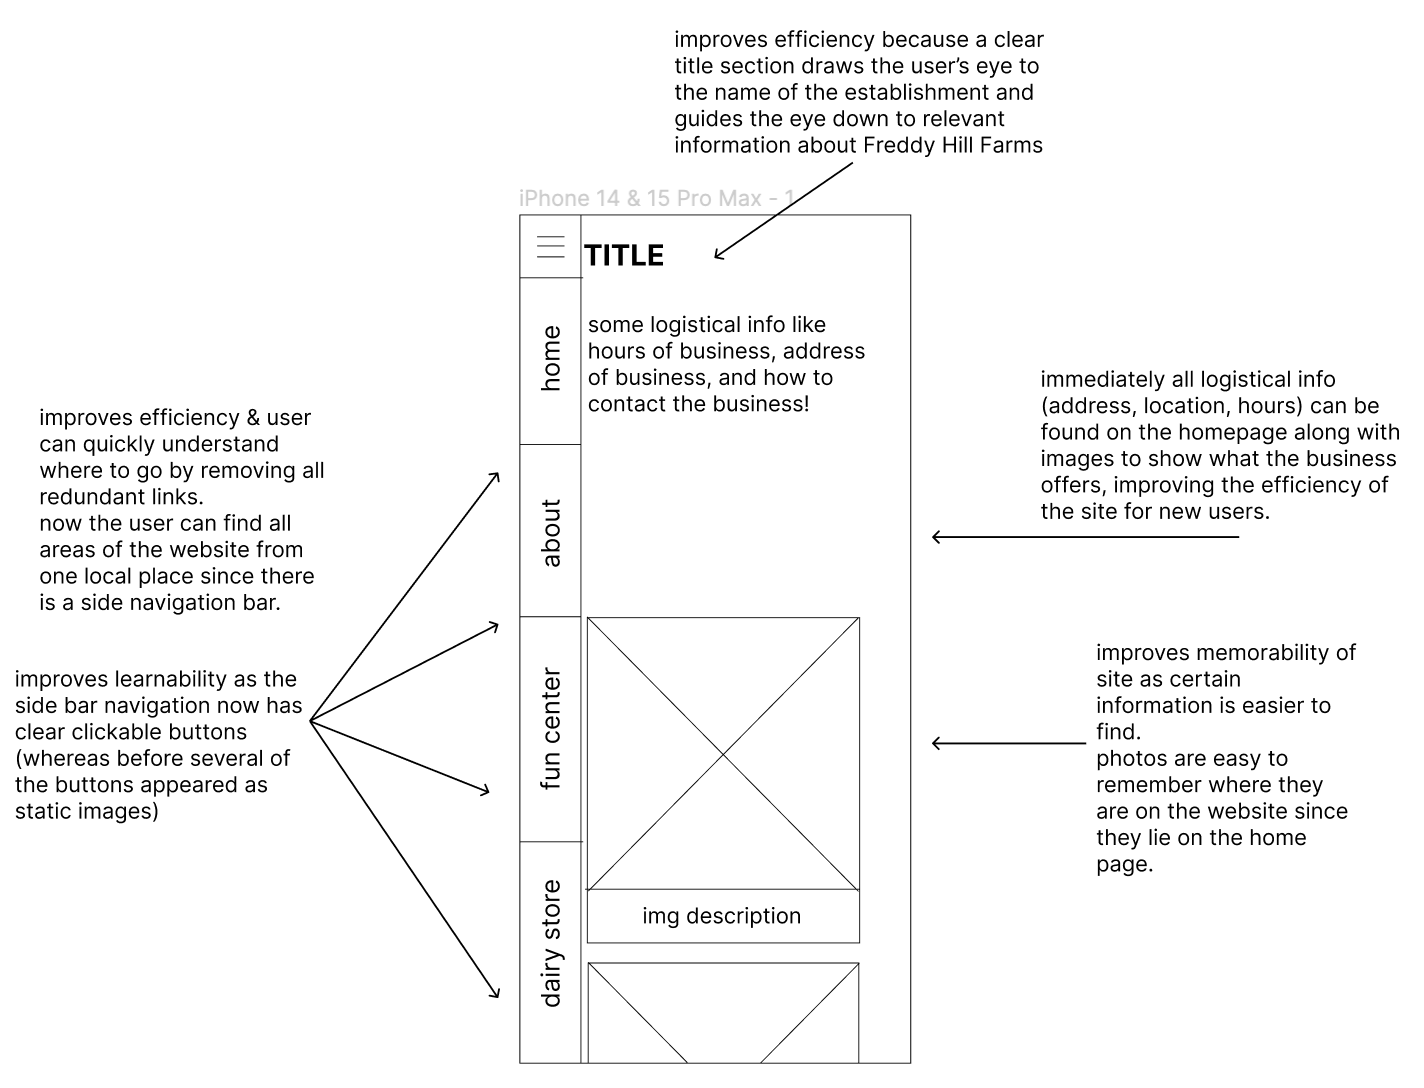 improves efficiency because a clear
title section draws the user’s eye to
the name of the establishment and
guides the eye down to relevant
information about Freddy Hill Farms
iPhone 14 & 15 Pro Max - 1
TITLE
some logistical info like
hours of business, address
of business, and how to
contact the business!
home
about
fun center
dairy store
img description
improves efficiency & user
can quickly understand
where to go by removing all
redundant links.
now the user can find all
areas of the website from
one local place since there
is a side navigation bar.
improves learnability as the
side bar navigation now has
clear clickable buttons
(whereas before several of
the buttons appeared as
static images)
immediately all logistical info
(address, location, hours) can be
found on the homepage along with
images to show what the business
offers, improving the efficiency of
the site for new users.
improves memorability of
site as certain
information is easier to
find.
photos are easy to
remember where they
are on the website since
they lie on the home
page.